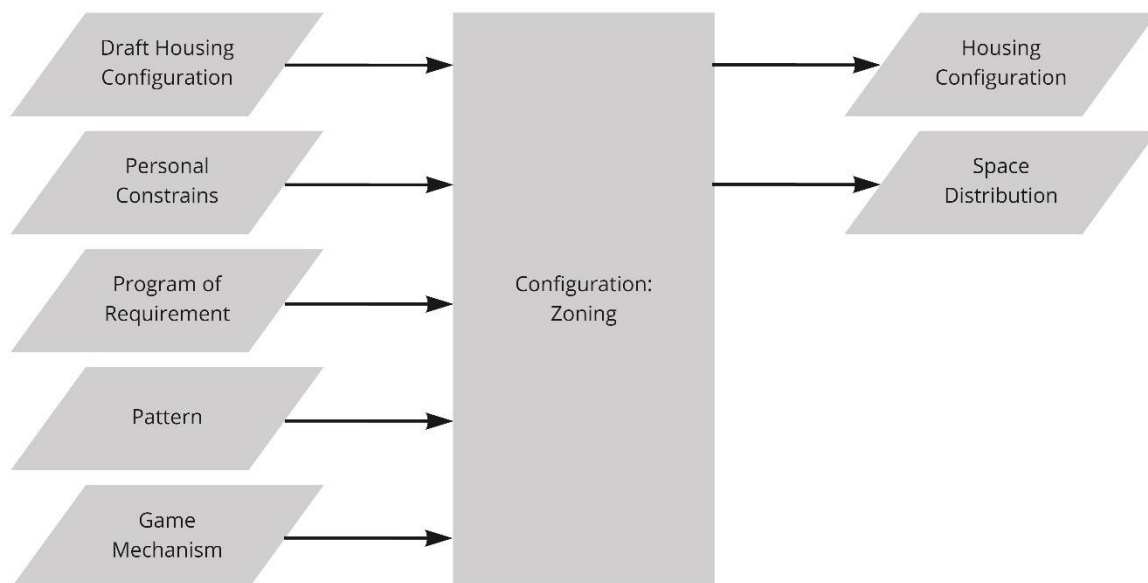 Draft Housing
Configuration
Personal
Constrains
Program of
Requirement
Pattern
Game
Mechanism
Configuration:
Zoning
Housing
Configuration
Space
Distribution